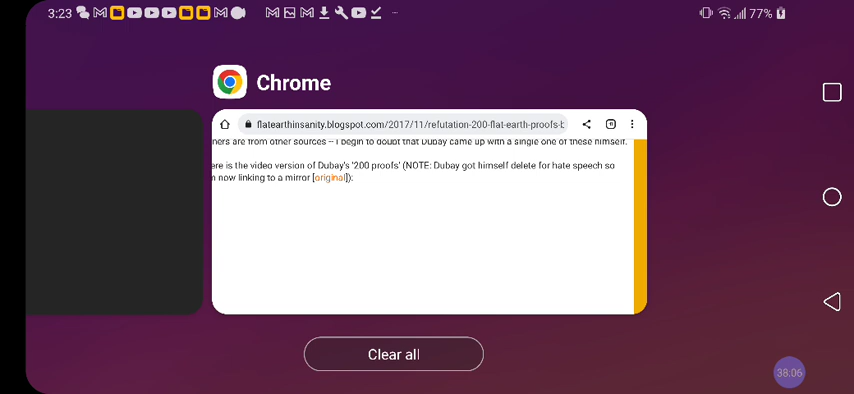 3:23
77%
Chrome
flatearthinsanity.blogspot.com/2017/11/refutation-200-flat-earth-proofs-b
ners are from other sources -- I begin to doubt that Dubay came up with a single one of these himself.
ere is the video version of Dubay's '200 proofs' (NOTE: Dubay got himself delete for hate speech so
n now linking to a mirror [original]):
Clear all
38:06